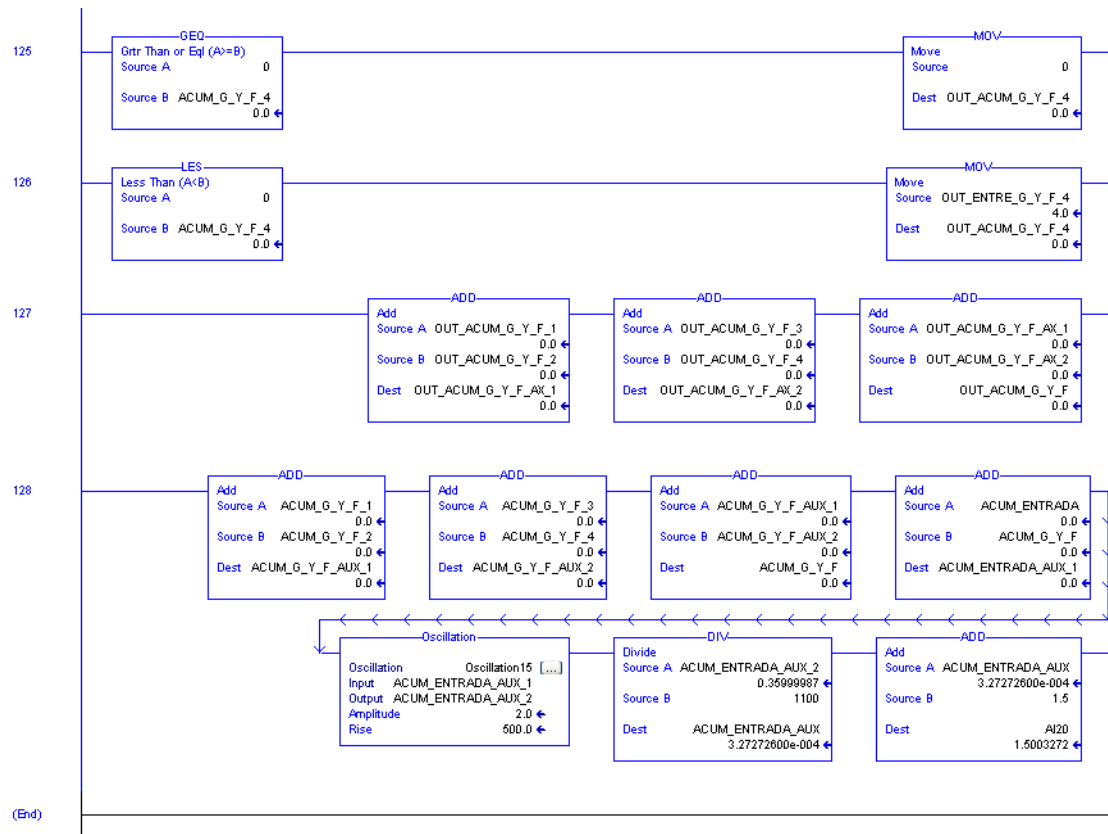 125
GEQ
Grtr Than or Eql (A>=B)
Source A 0
Source B ACUM_G_Y_F_4
0.0
MOV
Move
Source 0
Dest OUT_ACUM_G_Y_F_4
0.0
126
LES
Less Than (A<B)
Source A 0
Source B ACUM_G_Y_F_4
0.0
MOV
Move
Source OUT_ENTRE_G_Y_F_4
4.0
Dest OUT_ACUM_G_Y_F_4
0.0
127
ADD
Add
Source A OUT_ACUM_G_Y_F_1
0.0
Source B OUT_ACUM_G_Y_F_2
0.0
Dest OUT_ACUM_G_Y_F_AX_1
0.0
ADD
Add
Source A OUT_ACUM_G_Y_F_3
0.0
Source B OUT_ACUM_G_Y_F_4
0.0
Dest OUT_ACUM_G_Y_F_AX_2
0.0
ADD
Add
Source A OUT_ACUM_G_Y_F_AX_1
0.0
Source B OUT_ACUM_G_Y_F_AX_2
0.0
Dest OUT_ACUM_G_Y_F
0.0
128
ADD
Add
Source A ACUM_G_Y_F_1
0.0
Source B ACUM_G_Y_F_2
0.0
Dest ACUM_G_Y_F_AUX_1
0.0
ADD
Add
Source A ACUM_G_Y_F_3
0.0
Source B ACUM_G_Y_F_4
0.0
Dest ACUM_G_Y_F_AUX_2
0.0
ADD
Add
Source A ACUM_G_Y_F_AUX_1
0.0
Source B ACUM_G_Y_F_AUX_2
0.0
Dest ACUM_G_Y_F
0.0
ADD
Add
Source A ACUM_ENTRADA
0.0
Source B ACUM_G_Y_F
0.0
Dest ACUM_ENTRADA_AUX_1
0.0
Oscillation
Oscillation Oscillation15 ...
Input ACUM_ENTRADA_AUX_1
Output ACUM_ENTRADA_AUX_2
Amplitude 2.0
Rise 500.0
DIV
Divide
Source A ACUM_ENTRADA_AUX_2
0.35999987
Source B 1100
Dest ACUM_ENTRADA_AUX
3.27272600e-004
ADD
Add
Source A ACUM_ENTRADA_AUX
3.27272600e-004
Source B 1.5
Dest AI20
1.5003272
(End)